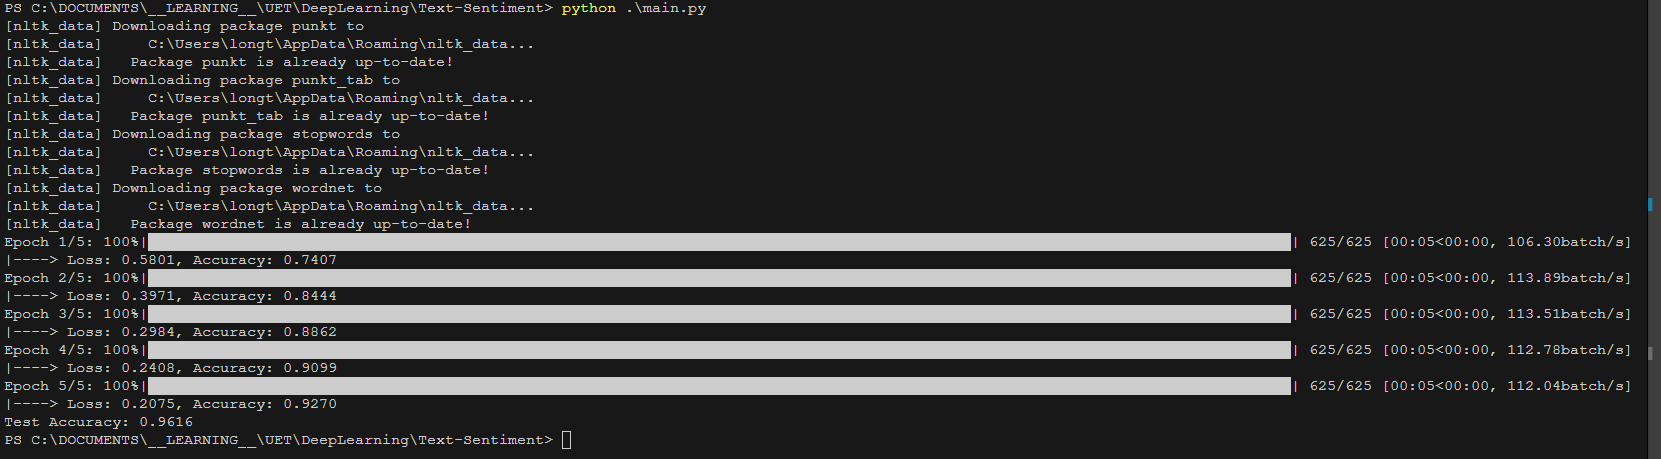 PS C:\DOCUMENTS\__LEARNING__\UET\DeepLearning\Text-Sentiment> python .\main.py
[nltk_data] Downloading package punkt to
[nltk_data]     C:\Users\longt\AppData\Roaming\nltk_data...
[nltk_data]   Package punkt is already up-to-date!
[nltk_data] Downloading package punkt_tab to
[nltk_data]     C:\Users\longt\AppData\Roaming\nltk_data...
[nltk_data]   Package punkt_tab is already up-to-date!
[nltk_data] Downloading package stopwords to
[nltk_data]     C:\Users\longt\AppData\Roaming\nltk_data...
[nltk_data]   Package stopwords is already up-to-date!
[nltk_data] Downloading package wordnet to
[nltk_data]     C:\Users\longt\AppData\Roaming\nltk_data...
[nltk_data]   Package wordnet is already up-to-date!
Epoch 1/5: 100%| | 625/625 [00:05<00:00, 106.30batch/s]
|----> Loss: 0.5801, Accuracy: 0.7407
Epoch 2/5: 100%| | 625/625 [00:05<00:00, 113.89batch/s]
|----> Loss: 0.3971, Accuracy: 0.8444
Epoch 3/5: 100%| | 625/625 [00:05<00:00, 113.51batch/s]
|----> Loss: 0.2984, Accuracy: 0.8862
Epoch 4/5: 100%| | 625/625 [00:05<00:00, 112.78batch/s]
|----> Loss: 0.2408, Accuracy: 0.9099
Epoch 5/5: 100%| | 625/625 [00:05<00:00, 112.04batch/s]
|----> Loss: 0.2075, Accuracy: 0.9270
Test Accuracy: 0.9616
PS C:\DOCUMENTS\__LEARNING__\UET\DeepLearning\Text-Sentiment>